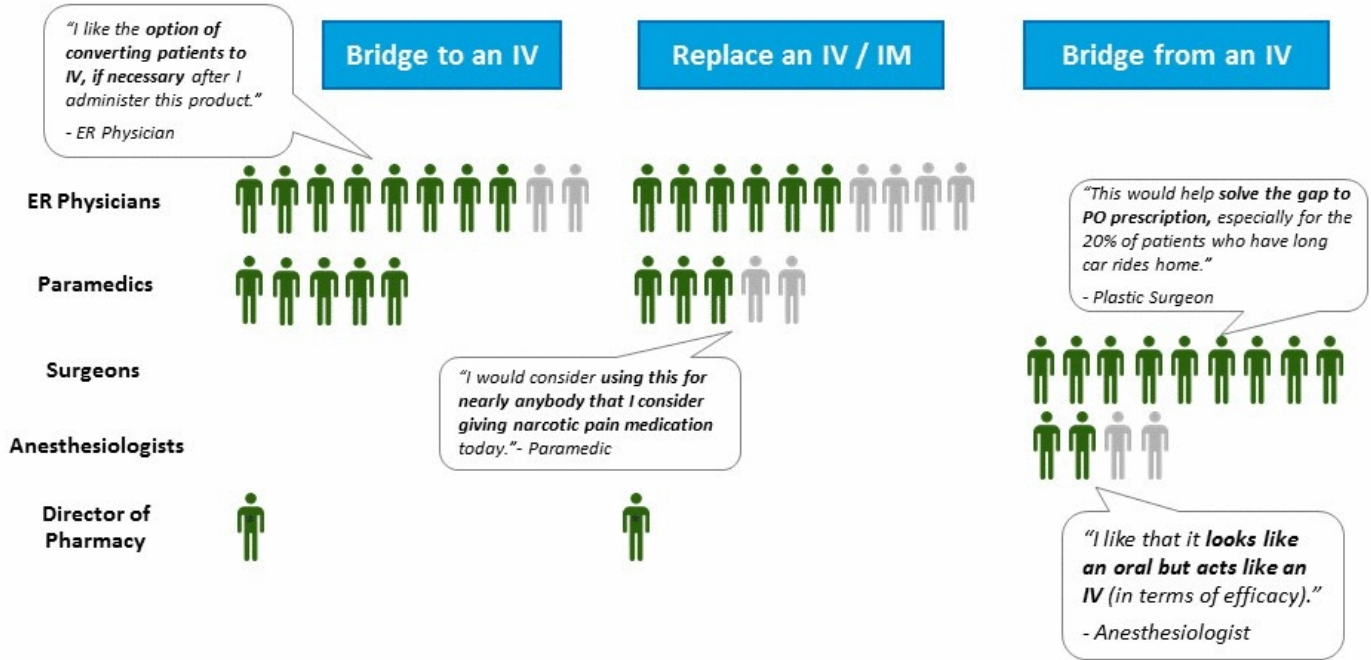 “I like the option of
converting patients to
IV, if necessary after I
administer this product.”
- ER Physician
Bridge to an IV
Replace an IV / IM
Bridge from an IV
ER Physicians
“This would help solve the gap to
PO prescription, especially for the
20% of patients who have long
car rides home.”
- Plastic Surgeon
Paramedics
Surgeons
“I would consider using this for
nearly anybody that I consider
giving narcotic pain medication
today.”- Paramedic
Anesthesiologists
Director of
Pharmacy
“I like that it looks like
an oral but acts like an
IV (in terms of efficacy).”
- Anesthesiologist